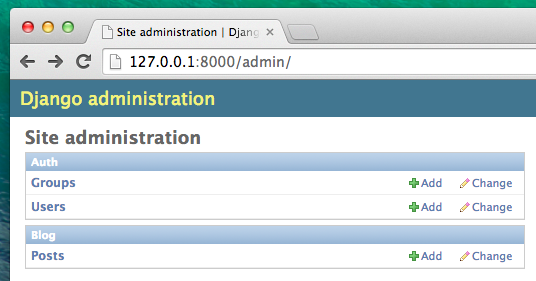 Site administration | Djang
127.0.0.1:8000/admin/
Django administration
Site administration
Auth
Groups Add Change
Users Add Change
Blog
Posts Add Change